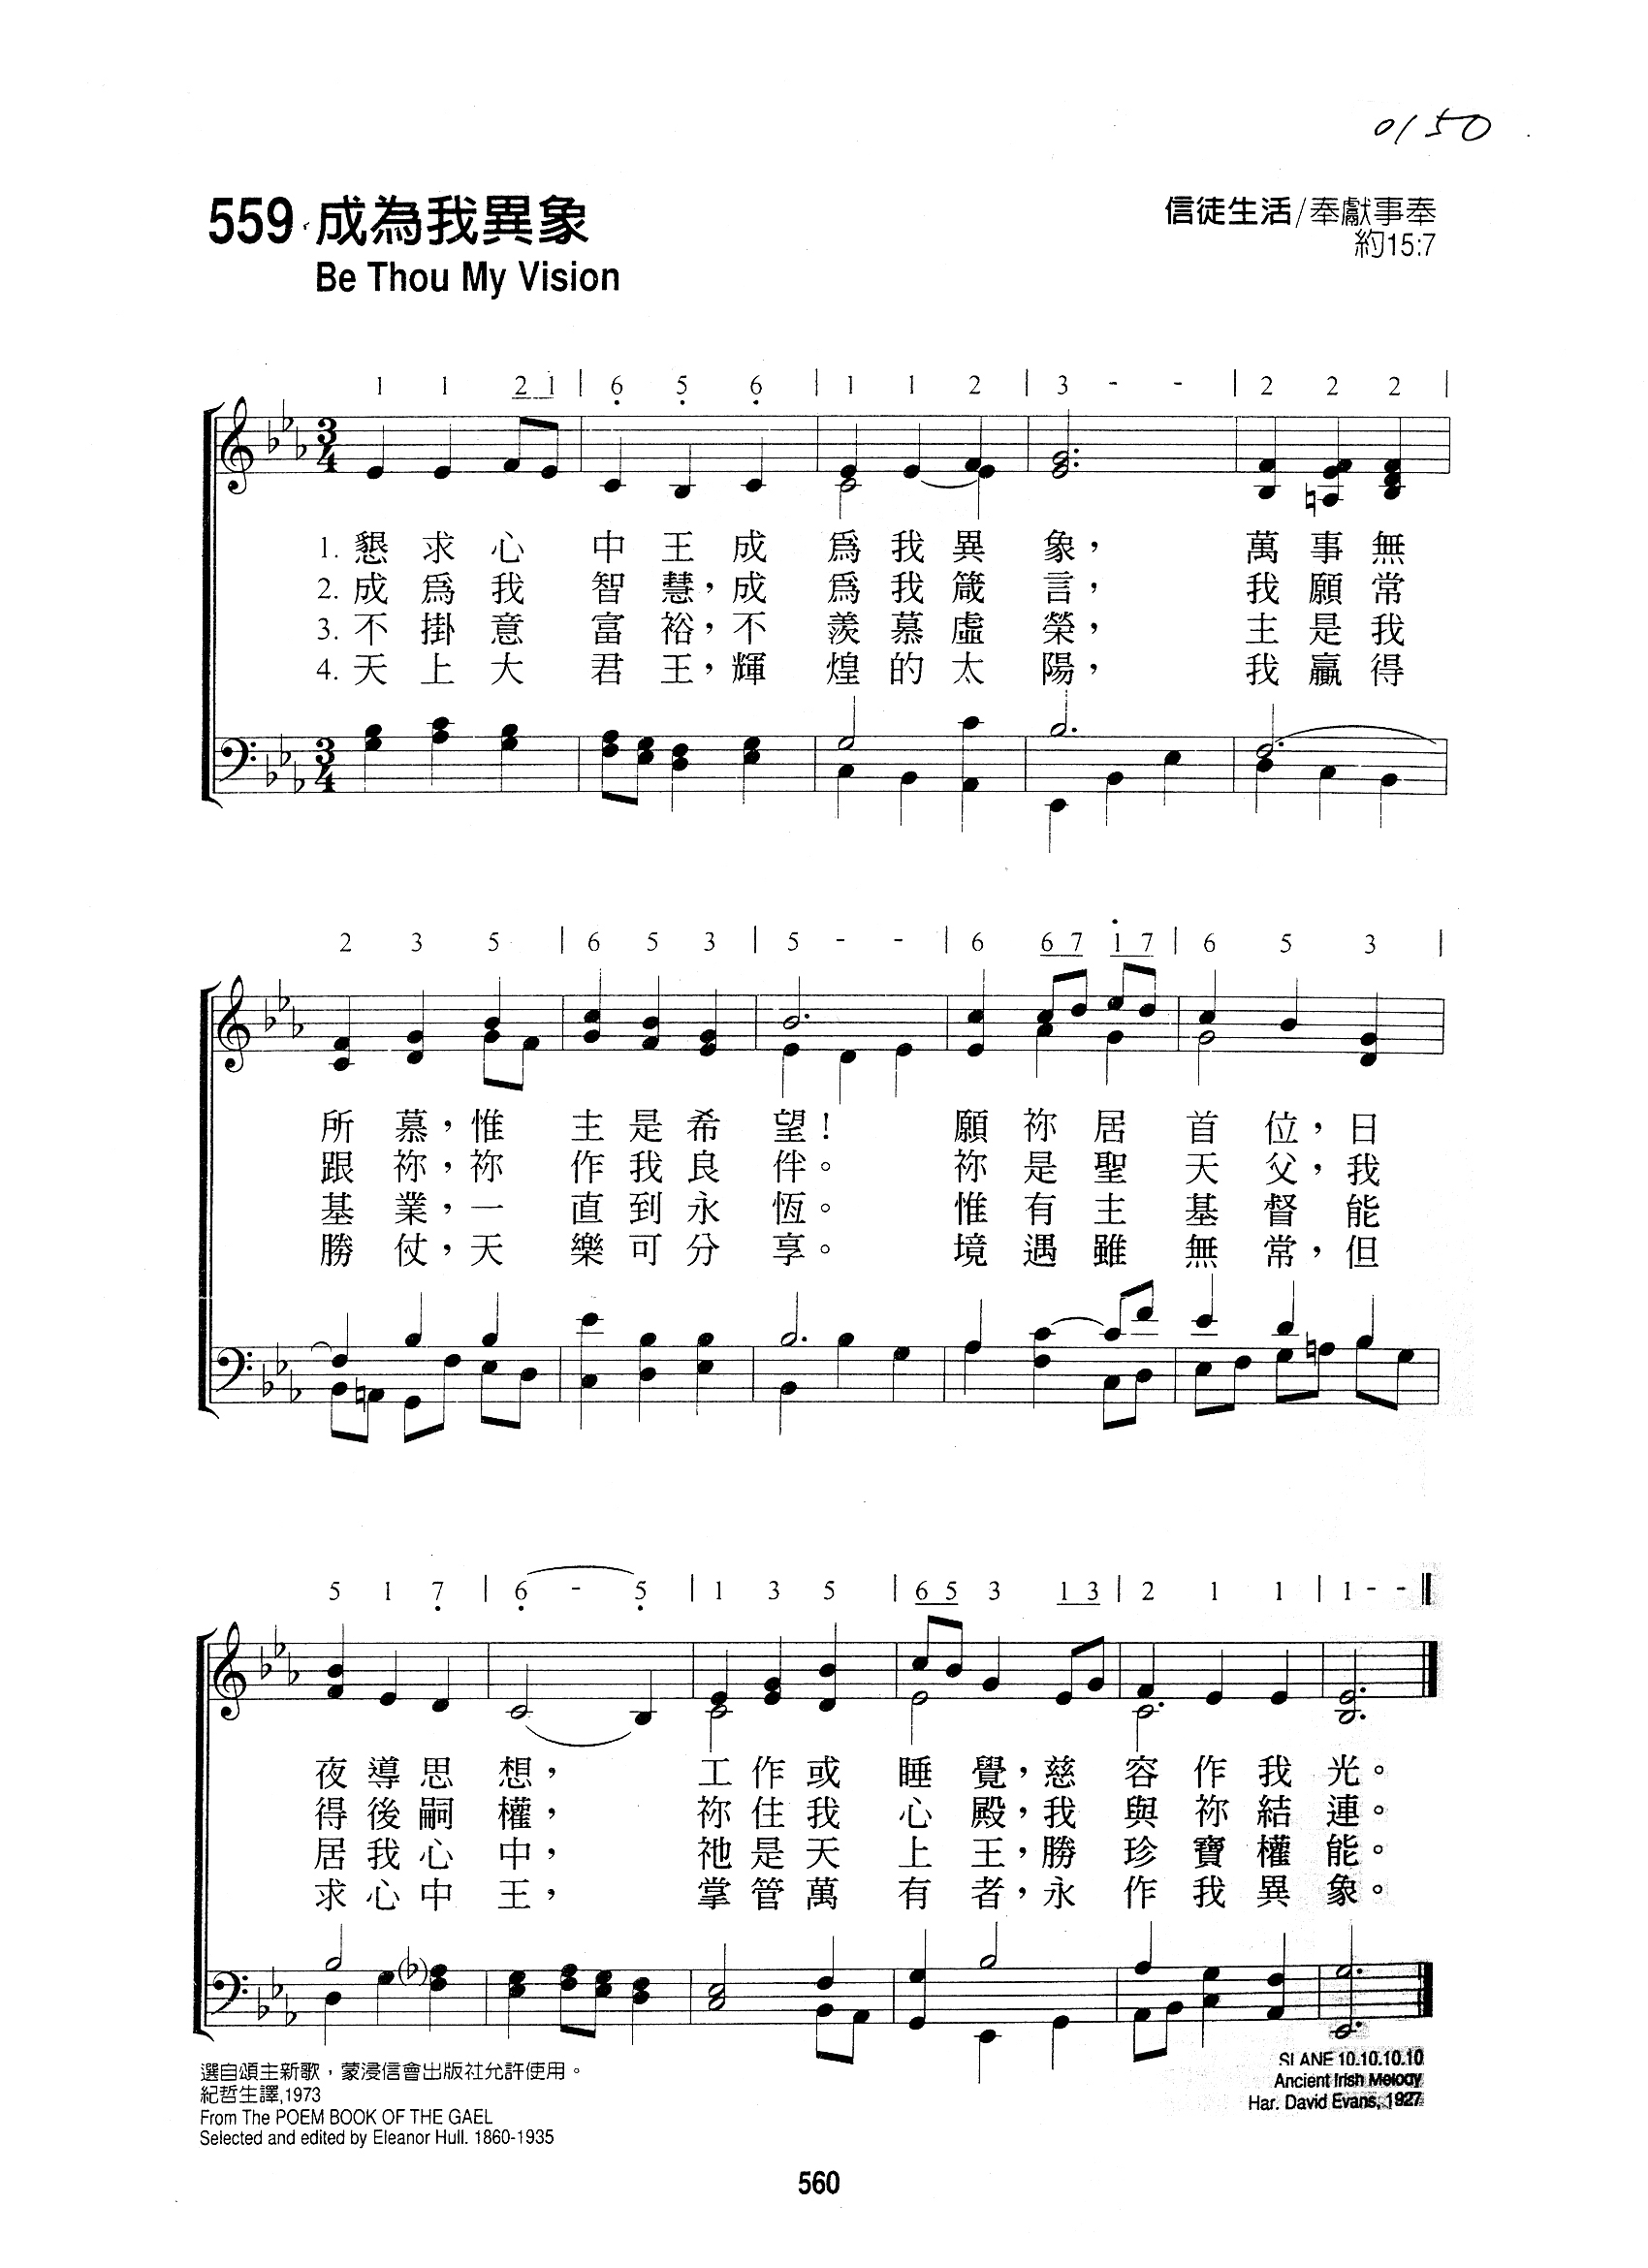 0150
559 成為我異象
信徒生活/奉獻事奉
約15:7
Be Thou My Vision
1 1 2 1 | 6 5 6 | 1 1 2 | 3 - - | 2 2 2 |
1. 懇求心中王成爲我異象，萬事無
2. 成爲我智慧，成爲我箴言，我願常
3. 不掛意富裕，不羨慕虛榮，主是我
4. 天上大君王，輝煌的太陽，我贏得
2 3 5 | 6 5 3 | 5 - - | 6 6 7 1 7 | 6 5 3 |
所慕，惟主是希望！願祢居首位，日
跟祢，祢作我良伴。祢是聖天父，我
基業，一直到永恆。惟有主基督能
勝仗，天樂可分享。境遇雖無常，但
5 1 7 | 6 - 5 | 1 3 5 | 6 5 3 1 3 | 2 1 1 | 1 - -
夜導思想，工作或睡覺，慈容作我光。
得後嗣權，祢住我心殿，我與祢結連。
居我心中，祂是天上王，勝珍寶權能。
求心中王，掌管萬有者，永作我異象。
選自頌主新歌，蒙浸信會出版社允許使用。
紀哲生譯,1973
From The POEM BOOK OF THE GAEL
Selected and edited by Eleanor Hull. 1860-1935
SLANE 10.10.10.10
Ancient Irish Melody
Har. David Evans, 1927
560